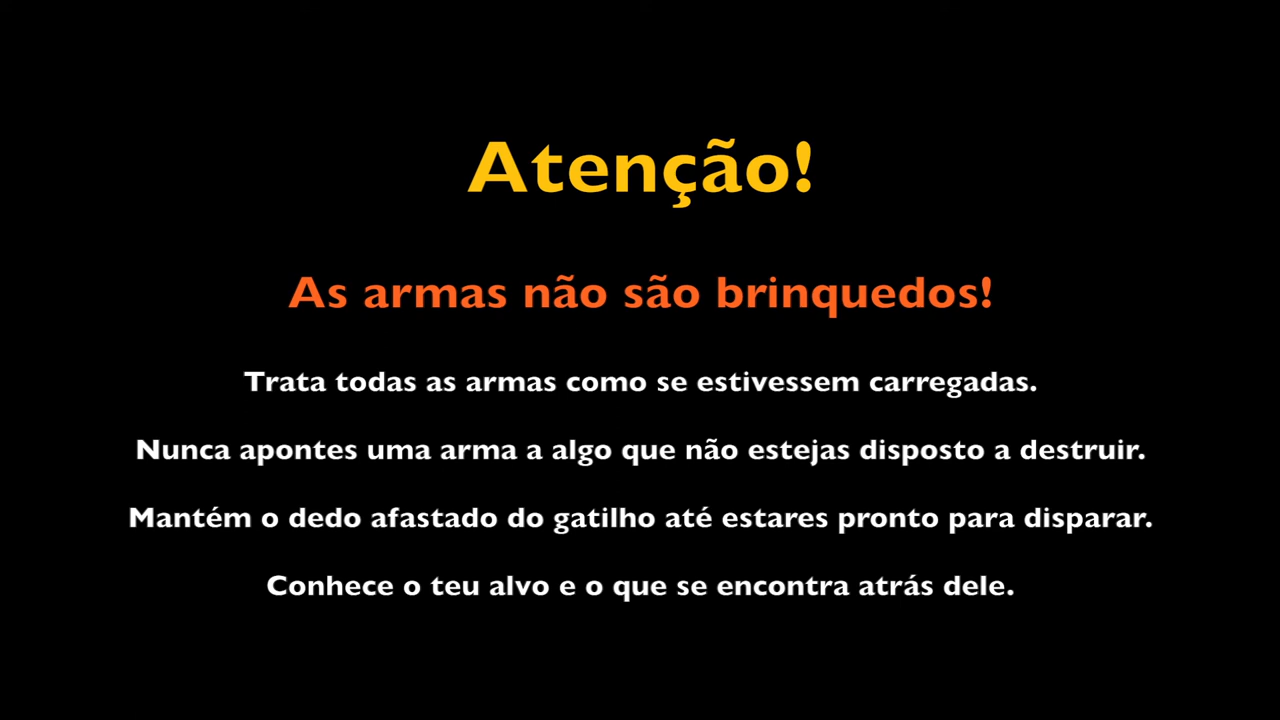 Atenção!
As armas não são brinquedos!
Trata todas as armas como se estivessem carregadas.
Nunca apontes uma arma a algo que não estejas disposto a destruir.
Mantém o dedo afastado do gatilho até estares pronto para disparar.
Conhece o teu alvo e o que se encontra atrás dele.